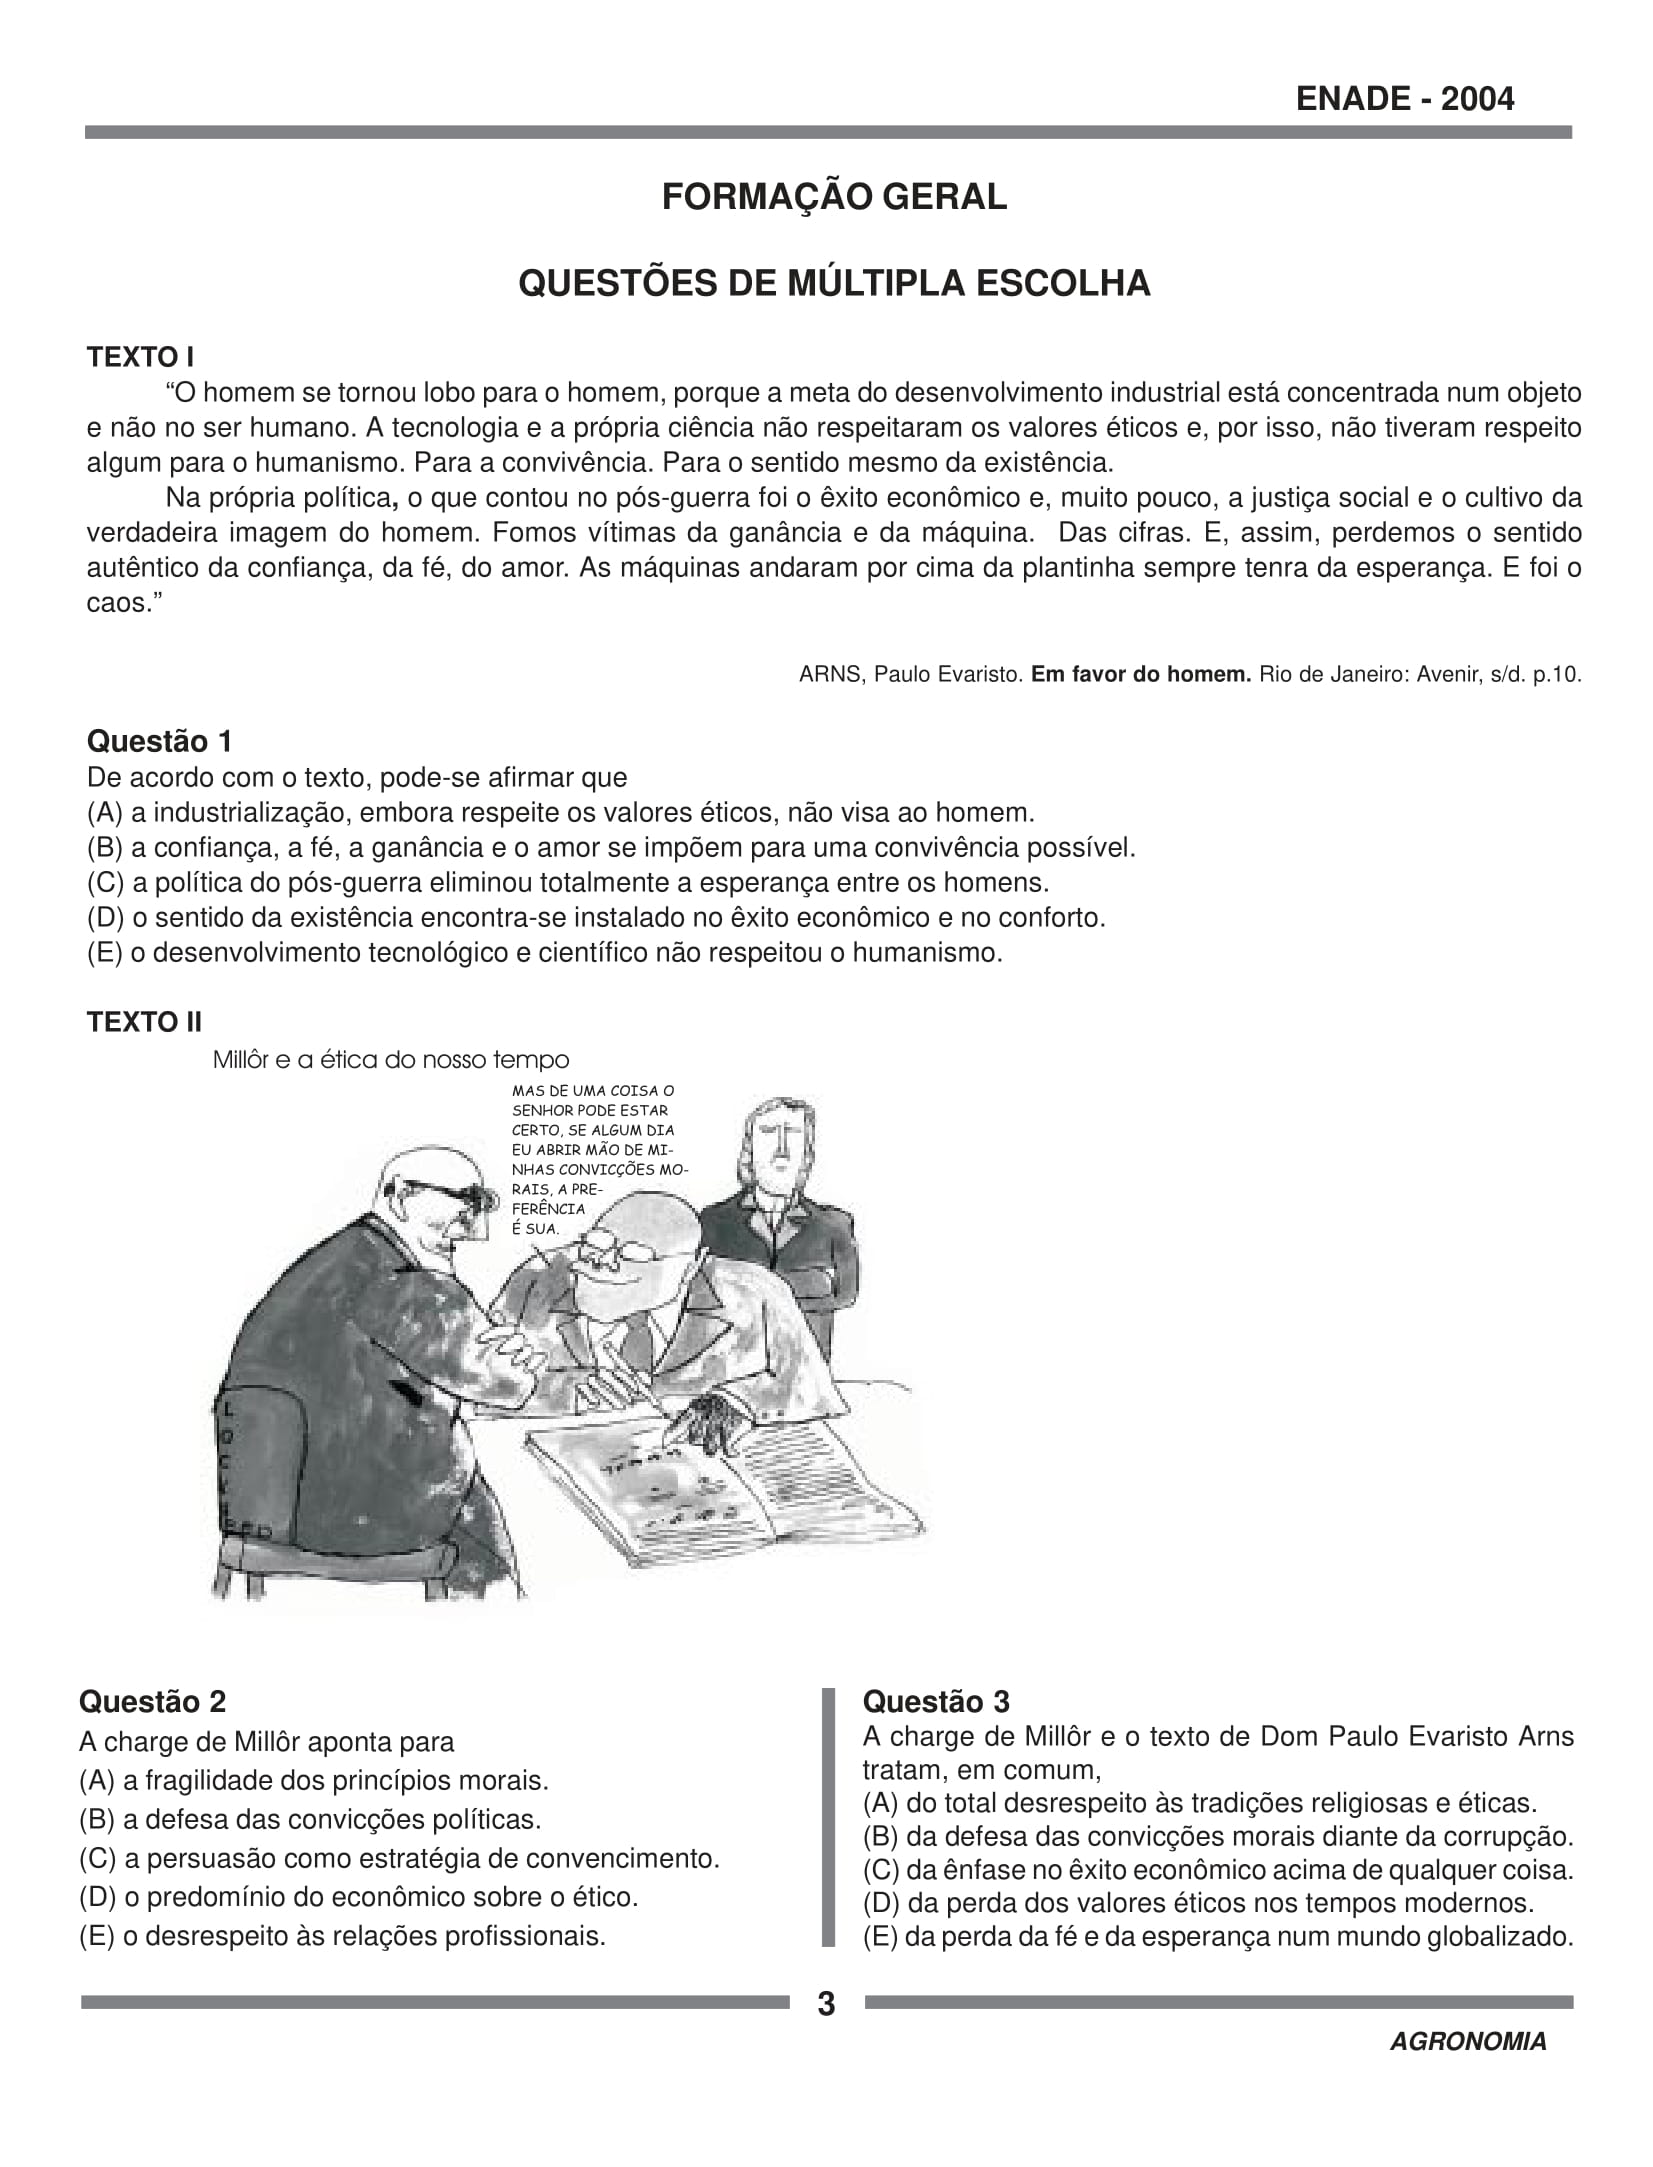 ENADE - 2004
FORMAÇÃO GERAL
QUESTÕES DE MÚLTIPLA ESCOLHA
TEXTO I
“O homem se tornou lobo para o homem, porque a meta do desenvolvimento industrial está concentrada num objeto
e não no ser humano. A tecnologia e a própria ciência não respeitaram os valores éticos e, por isso, não tiveram respeito
algum para o humanismo. Para a convivência. Para o sentido mesmo da existência.
Na própria política, o que contou no pós-guerra foi o êxito econômico e, muito pouco, a justiça social e o cultivo da
verdadeira imagem do homem. Fomos vítimas da ganância e da máquina. Das cifras. E, assim, perdemos o sentido
autêntico da confiança, da fé, do amor. As máquinas andaram por cima da plantinha sempre tenra da esperança. E foi o
caos.”
ARNS, Paulo Evaristo. Em favor do homem. Rio de Janeiro: Avenir, s/d. p.10.
Questão 1
De acordo com o texto, pode-se afirmar que
(A) a industrialização, embora respeite os valores éticos, não visa ao homem.
(B) a confiança, a fé, a ganância e o amor se impõem para uma convivência possível.
(C) a política do pós-guerra eliminou totalmente a esperança entre os homens.
(D) o sentido da existência encontra-se instalado no êxito econômico e no conforto.
(E) o desenvolvimento tecnológico e científico não respeitou o humanismo.
TEXTO II
Millôr e a ética do nosso tempo
MAS DE UMA COISA O
SENHOR PODE ESTAR
CERTO, SE ALGUM DIA
EU ABRIR MÃO DE MI-
NHAS CONVICÇÕES MO-
RAIS, A PRE-
FERÊNCIA
É SUA.
Questão 2
A charge de Millôr aponta para
(A) a fragilidade dos princípios morais.
(B) a defesa das convicções políticas.
(C) a persuasão como estratégia de convencimento.
(D) o predomínio do econômico sobre o ético.
(E) o desrespeito às relações profissionais.
Questão 3
A charge de Millôr e o texto de Dom Paulo Evaristo Arns
tratam, em comum,
(A) do total desrespeito às tradições religiosas e éticas.
(B) da defesa das convicções morais diante da corrupção.
(C) da ênfase no êxito econômico acima de qualquer coisa.
(D) da perda dos valores éticos nos tempos modernos.
(E) da perda da fé e da esperança num mundo globalizado.
3
AGRONOMIA